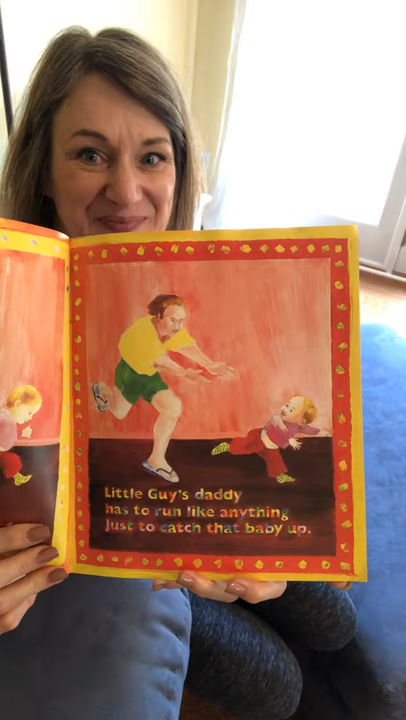 Little Guy's daddy
has to run like anything
Just to catch that baby up.